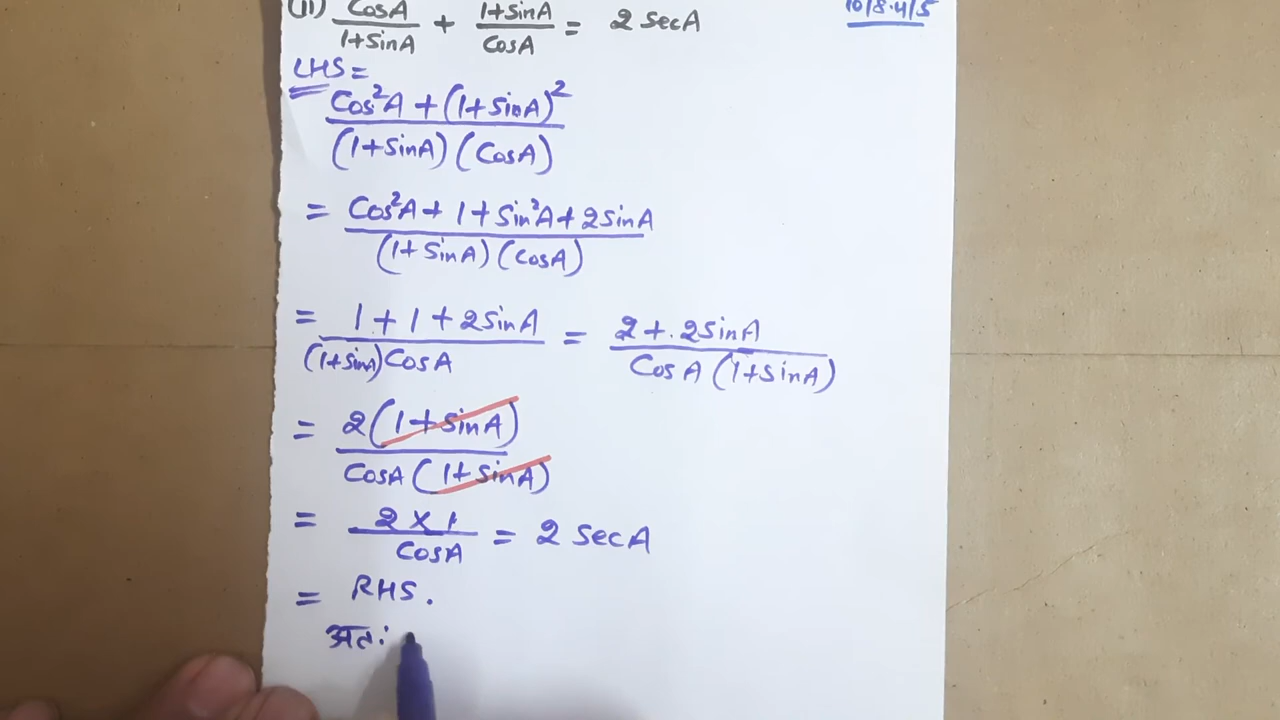 (ii) CosA/1+SinA + 1+SinA/CosA = 2 secA
10/8.4/5
LHS =
Cos²A + (1+SinA)²/(1+SinA) (CosA)
= Cos²A + 1 + Sin²A + 2SinA/(1+SinA) (CosA)
= 1 + 1 + 2SinA/(1+SinA) CosA = 2 + 2SinA/CosA (1+SinA)
= 2(1+SinA)/CosA (1+SinA)
= 2 × 1/CosA = 2 SecA
= RHS.
अतः